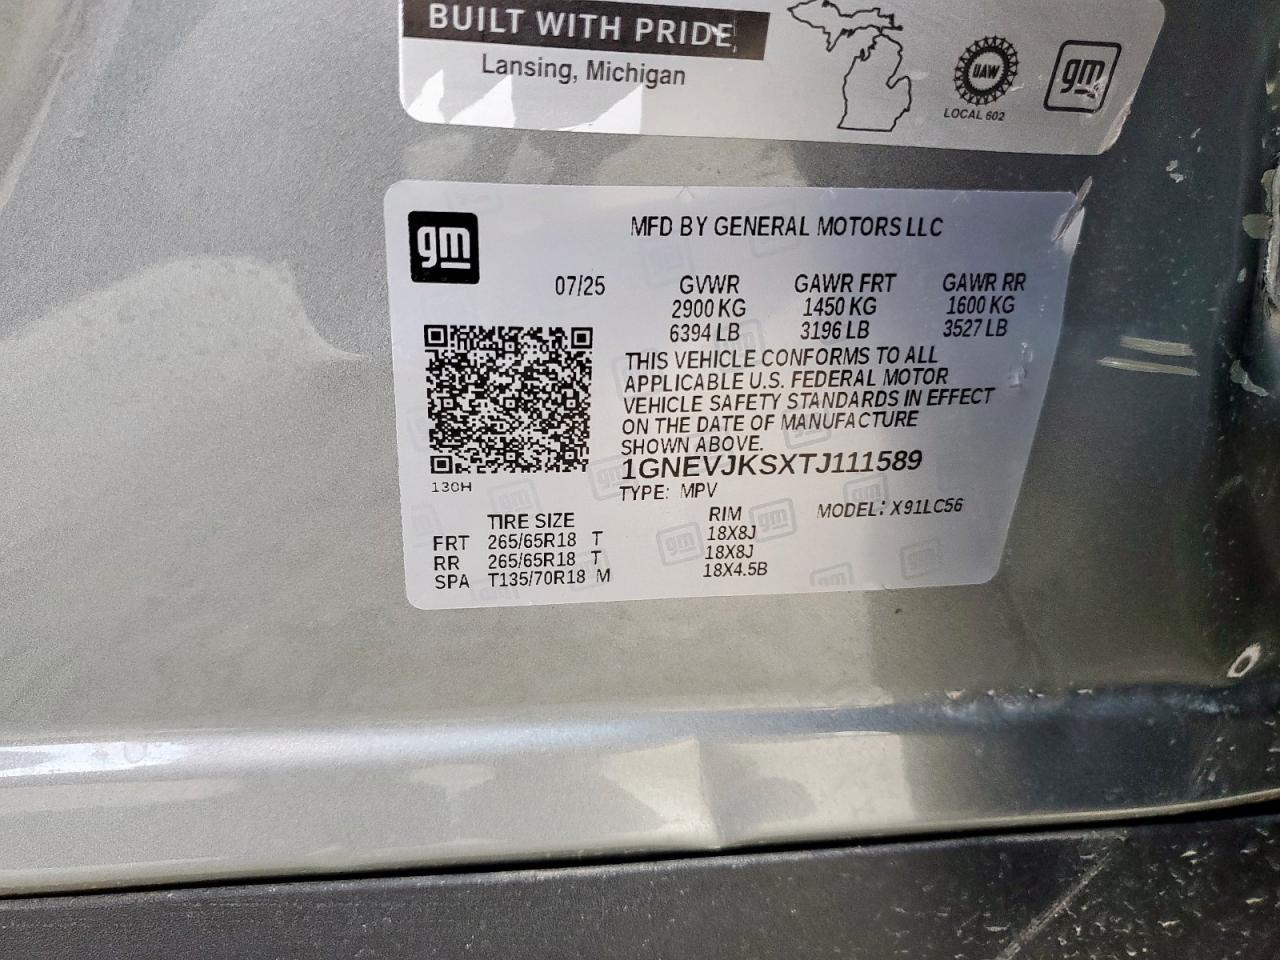 BUILT WITH PRIDE
Lansing, Michigan
UAW
LOCAL 602
gm
gm
MFD BY GENERAL MOTORS LLC
07/25 GVWR GAWR FRT GAWR RR
2900 KG 1450 KG 1600 KG
6394 LB 3196 LB 3527 LB
THIS VEHICLE CONFORMS TO ALL
APPLICABLE U.S. FEDERAL MOTOR
VEHICLE SAFETY STANDARDS IN EFFECT
ON THE DATE OF MANUFACTURE
SHOWN ABOVE.
1GNEVJKSXTJ111589
130H
TYPE: MPV
MODEL: X91LC56
TIRE SIZE RIM
FRT 265/65R18 T 18X8J
RR 265/65R18 T 18X8J
SPA T135/70R18 M 18X4.5B